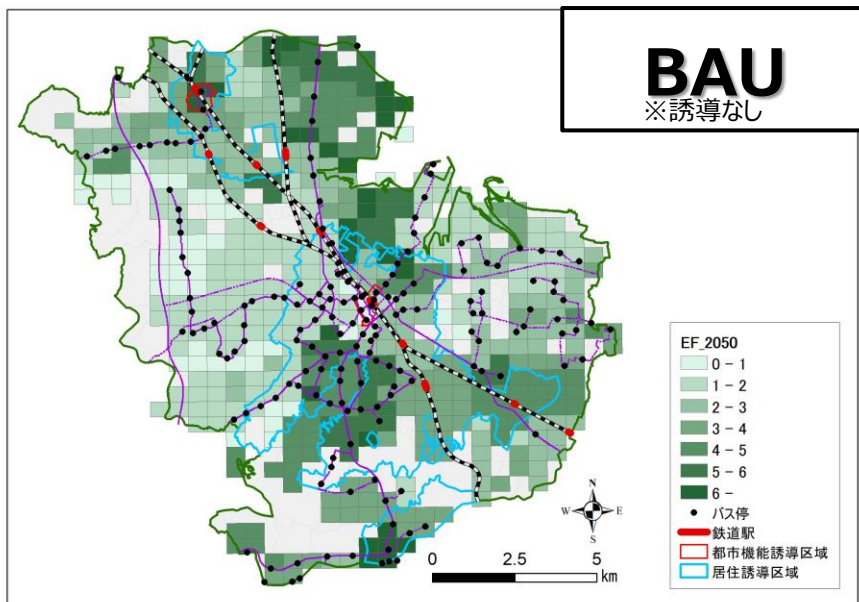 BAU
※誘導なし
EF_2050
0 - 1
1 - 2
2 - 3
3 - 4
4 - 5
5 - 6
6 -
バス停
鉄道駅
都市機能誘導区域
居住誘導区域
N
W E
S
0 2.5 5
km